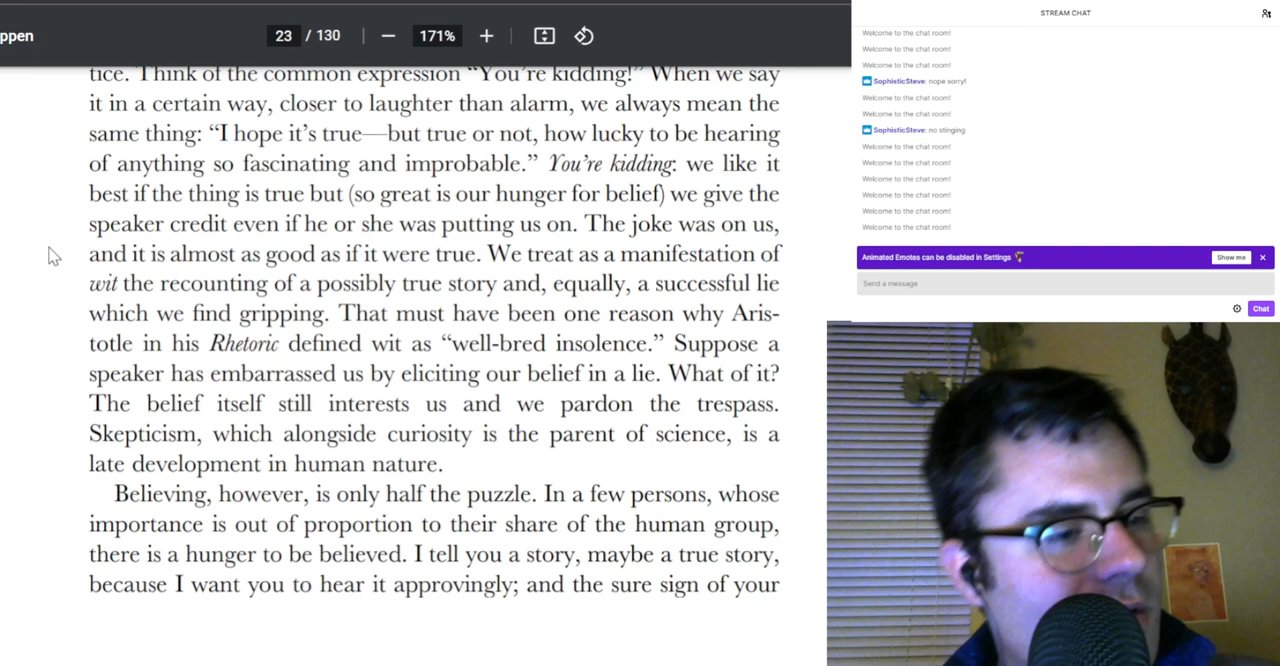 ppen
23 / 130
171%
tice. Think of the common expression “You’re kidding!” When we say
it in a certain way, closer to laughter than alarm, we always mean the
same thing: “I hope it’s true—but true or not, how lucky to be hearing
of anything so fascinating and improbable.” You’re kidding: we like it
best if the thing is true but (so great is our hunger for belief) we give the
speaker credit even if he or she was putting us on. The joke was on us,
and it is almost as good as if it were true. We treat as a manifestation of
wit the recounting of a possibly true story and, equally, a successful lie
which we find gripping. That must have been one reason why Aris-
totle in his Rhetoric defined wit as “well-bred insolence.” Suppose a
speaker has embarrassed us by eliciting our belief in a lie. What of it?
The belief itself still interests us and we pardon the trespass.
Skepticism, which alongside curiosity is the parent of science, is a
late development in human nature.
Believing, however, is only half the puzzle. In a few persons, whose
importance is out of proportion to their share of the human group,
there is a hunger to be believed. I tell you a story, maybe a true story,
because I want you to hear it approvingly; and the sure sign of your
STREAM CHAT
Welcome to the chat room!
Welcome to the chat room!
Welcome to the chat room!
SophisticSteve: nope sorry!
Welcome to the chat room!
Welcome to the chat room!
SophisticSteve: no stinging
Welcome to the chat room!
Welcome to the chat room!
Welcome to the chat room!
Welcome to the chat room!
Welcome to the chat room!
Welcome to the chat room!
Animated Emotes can be disabled in Settings
Show me
Send a message
Chat